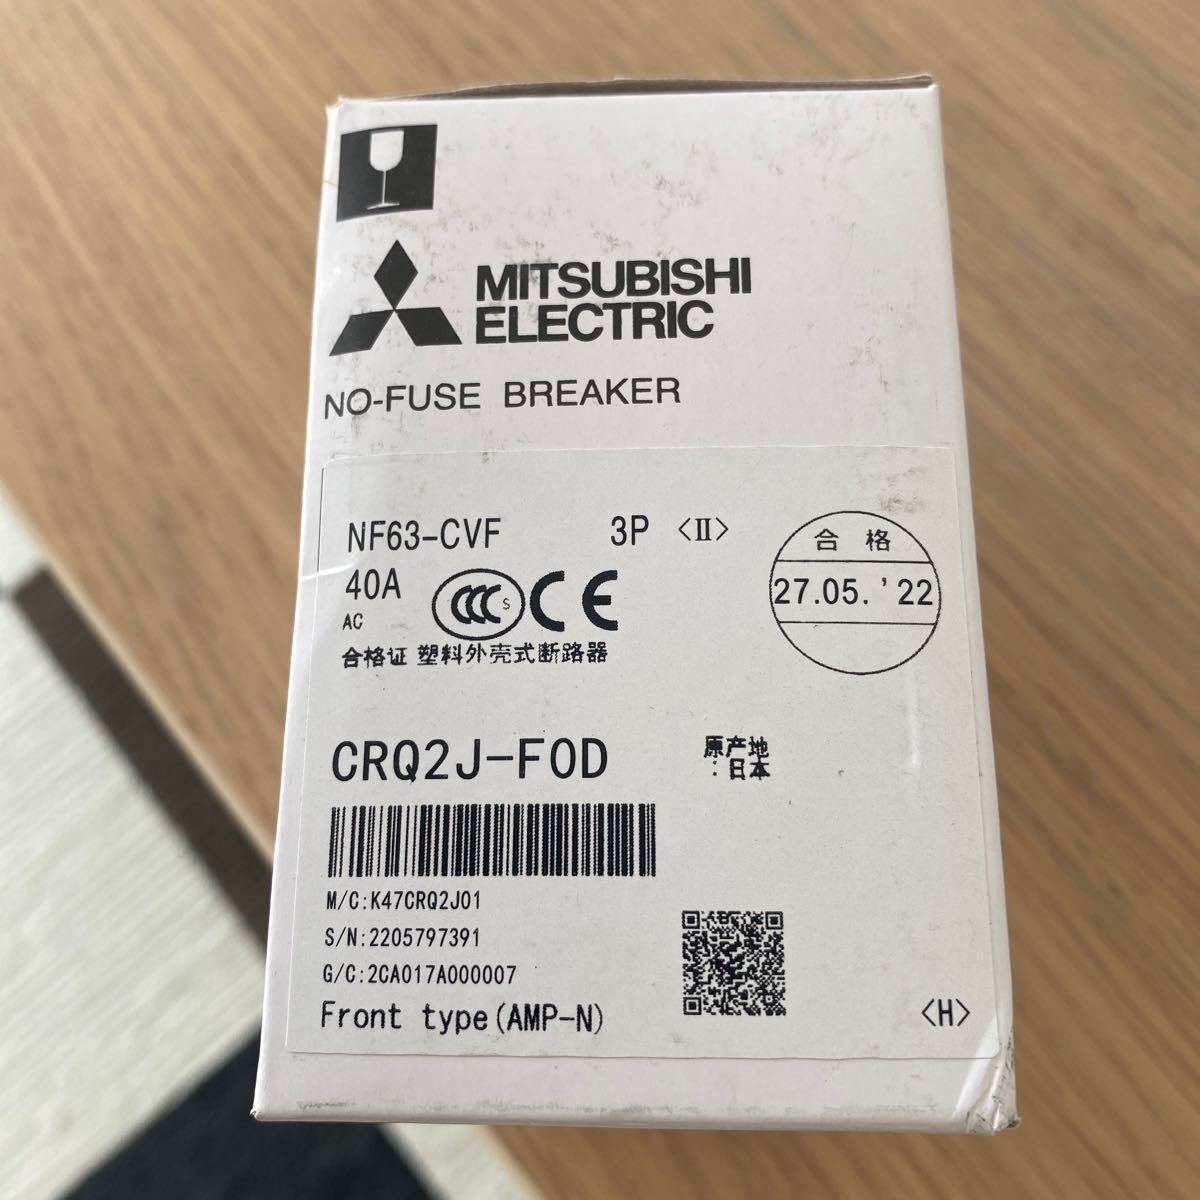 MITSUBISHI
ELECTRIC
NO-FUSE BREAKER
NF63-CVF 3P <Ⅱ>
40A
AC
CCC S CE
合格
27.05.'22
合格证 塑料外壳式断路器
CRQ2J-F0D
原产地
:日本
M/C:K47CRQ2J01
S/N:2205797391
G/C:2CA017A000007
Front type(AMP-N)
<H>